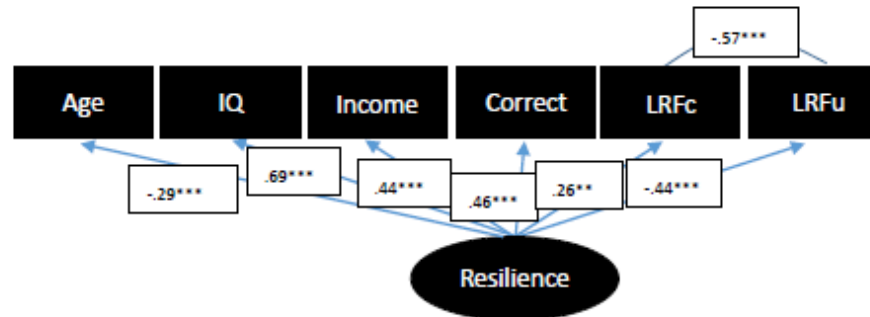 -.57***
Age IQ Income Correct LRFc LRFu
-.29*** .69*** .44*** .46*** .26** -.44***
Resilience